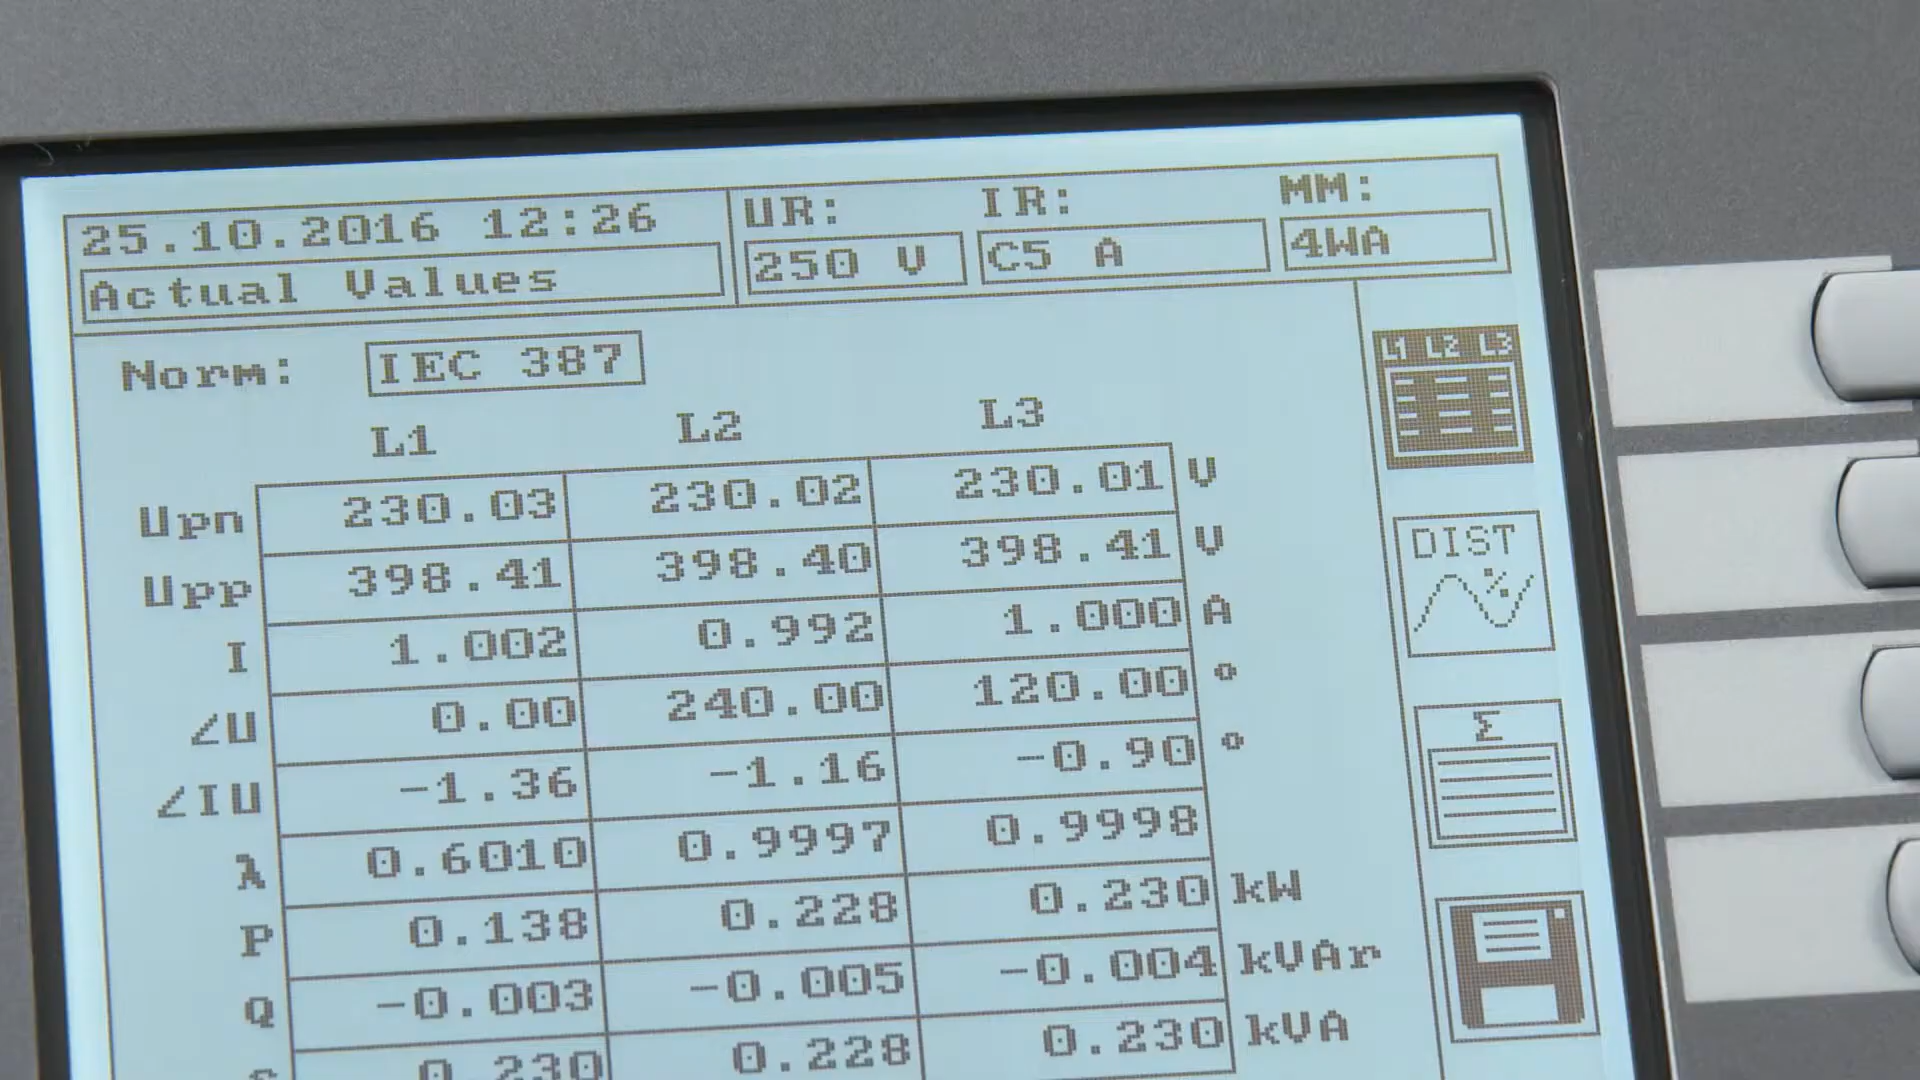 25.10.2016 12:26 UR: IR: MM:
Actual Values 250 V C5 A 4WA
Norm: IEC 387
L1 L2 L3
L1 L2 L3
Upn 230.03 230.02 230.01 V
Upp 398.41 398.40 398.41 V
DIST
%
I 1.002 0.992 1.000 A
∠U 0.00 240.00 120.00 °
∠IU -1.36 -1.16 -0.90 °
Σ
λ 0.6010 0.9997 0.9998
P 0.138 0.228 0.230 kW
Q -0.003 -0.005 -0.004 kVAr
0.230 0.228 0.230 kVA